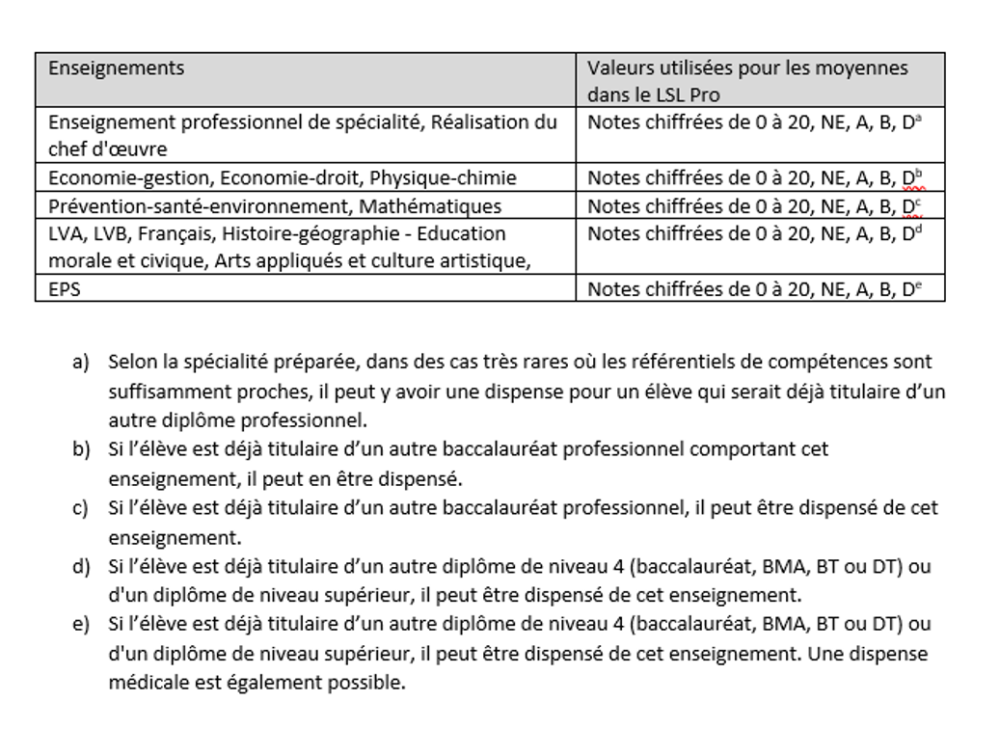 Enseignements
Valeurs utilisées pour les moyennes
dans le LSL Pro
Enseignement professionnel de spécialité, Réalisation du
chef d'œuvre
Notes chiffrées de 0 à 20, NE, A, B, Dᵃ
Economie-gestion, Economie-droit, Physique-chimie
Notes chiffrées de 0 à 20, NE, A, B, Dᵇ
Prévention-santé-environnement, Mathématiques
Notes chiffrées de 0 à 20, NE, A, B, Dᶜ
LVA, LVB, Français, Histoire-géographie - Education
morale et civique, Arts appliqués et culture artistique,
Notes chiffrées de 0 à 20, NE, A, B, Dᵈ
EPS
Notes chiffrées de 0 à 20, NE, A, B, Dᵉ
a) Selon la spécialité préparée, dans des cas très rares où les référentiels de compétences sont
suffisamment proches, il peut y avoir une dispense pour un élève qui serait déjà titulaire d’un
autre diplôme professionnel.
b) Si l’élève est déjà titulaire d’un autre baccalauréat professionnel comportant cet
enseignement, il peut en être dispensé.
c) Si l’élève est déjà titulaire d’un autre baccalauréat professionnel, il peut être dispensé de cet
enseignement.
d) Si l’élève est déjà titulaire d’un autre diplôme de niveau 4 (baccalauréat, BMA, BT ou DT) ou
d'un diplôme de niveau supérieur, il peut être dispensé de cet enseignement.
e) Si l’élève est déjà titulaire d’un autre diplôme de niveau 4 (baccalauréat, BMA, BT ou DT) ou
d'un diplôme de niveau supérieur, il peut être dispensé de cet enseignement. Une dispense
médicale est également possible.